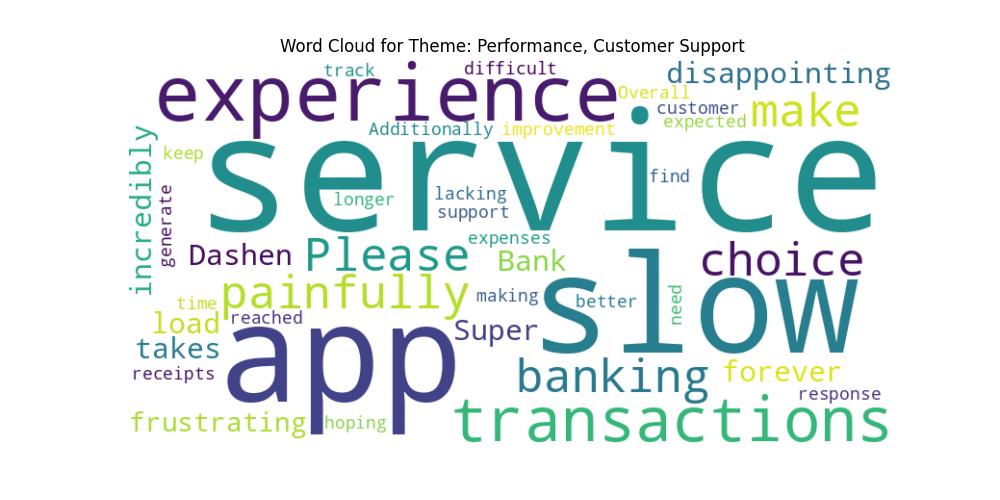 Word Cloud for Theme: Performance, Customer Support
track
difficult
disappointing
experience
Overall
customer
make
expected
Additionally
improvement
service
incredibly
keep
find
generate
longer
lacking
support
expenses
Dashen
Please
Bank
choice
slow
painfully
making
better
need
time
load
reached
app
Super
takes
receipts
banking
forever
response
transactions
frustrating
hoping